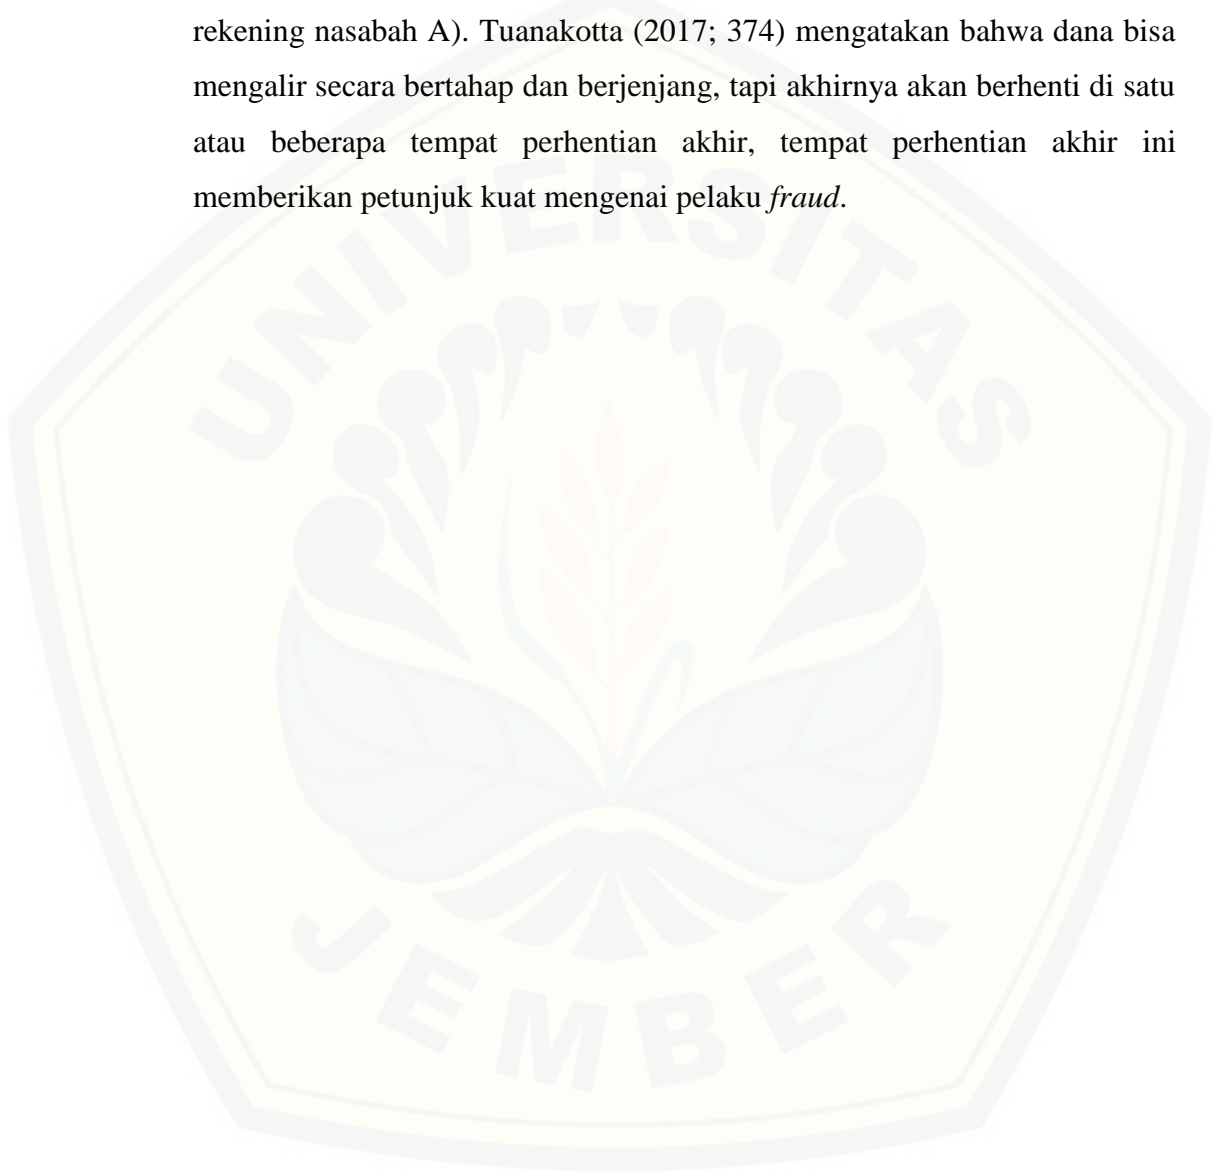 rekening nasabah A). Tuanakotta (2017; 374) mengatakan bahwa dana bisa
mengalir secara bertahap dan berjenjang, tapi akhirnya akan berhenti di satu
atau beberapa tempat perhentian akhir, tempat perhentian akhir ini
memberikan petunjuk kuat mengenai pelaku fraud.
UNIVERSITAS
JEMBER